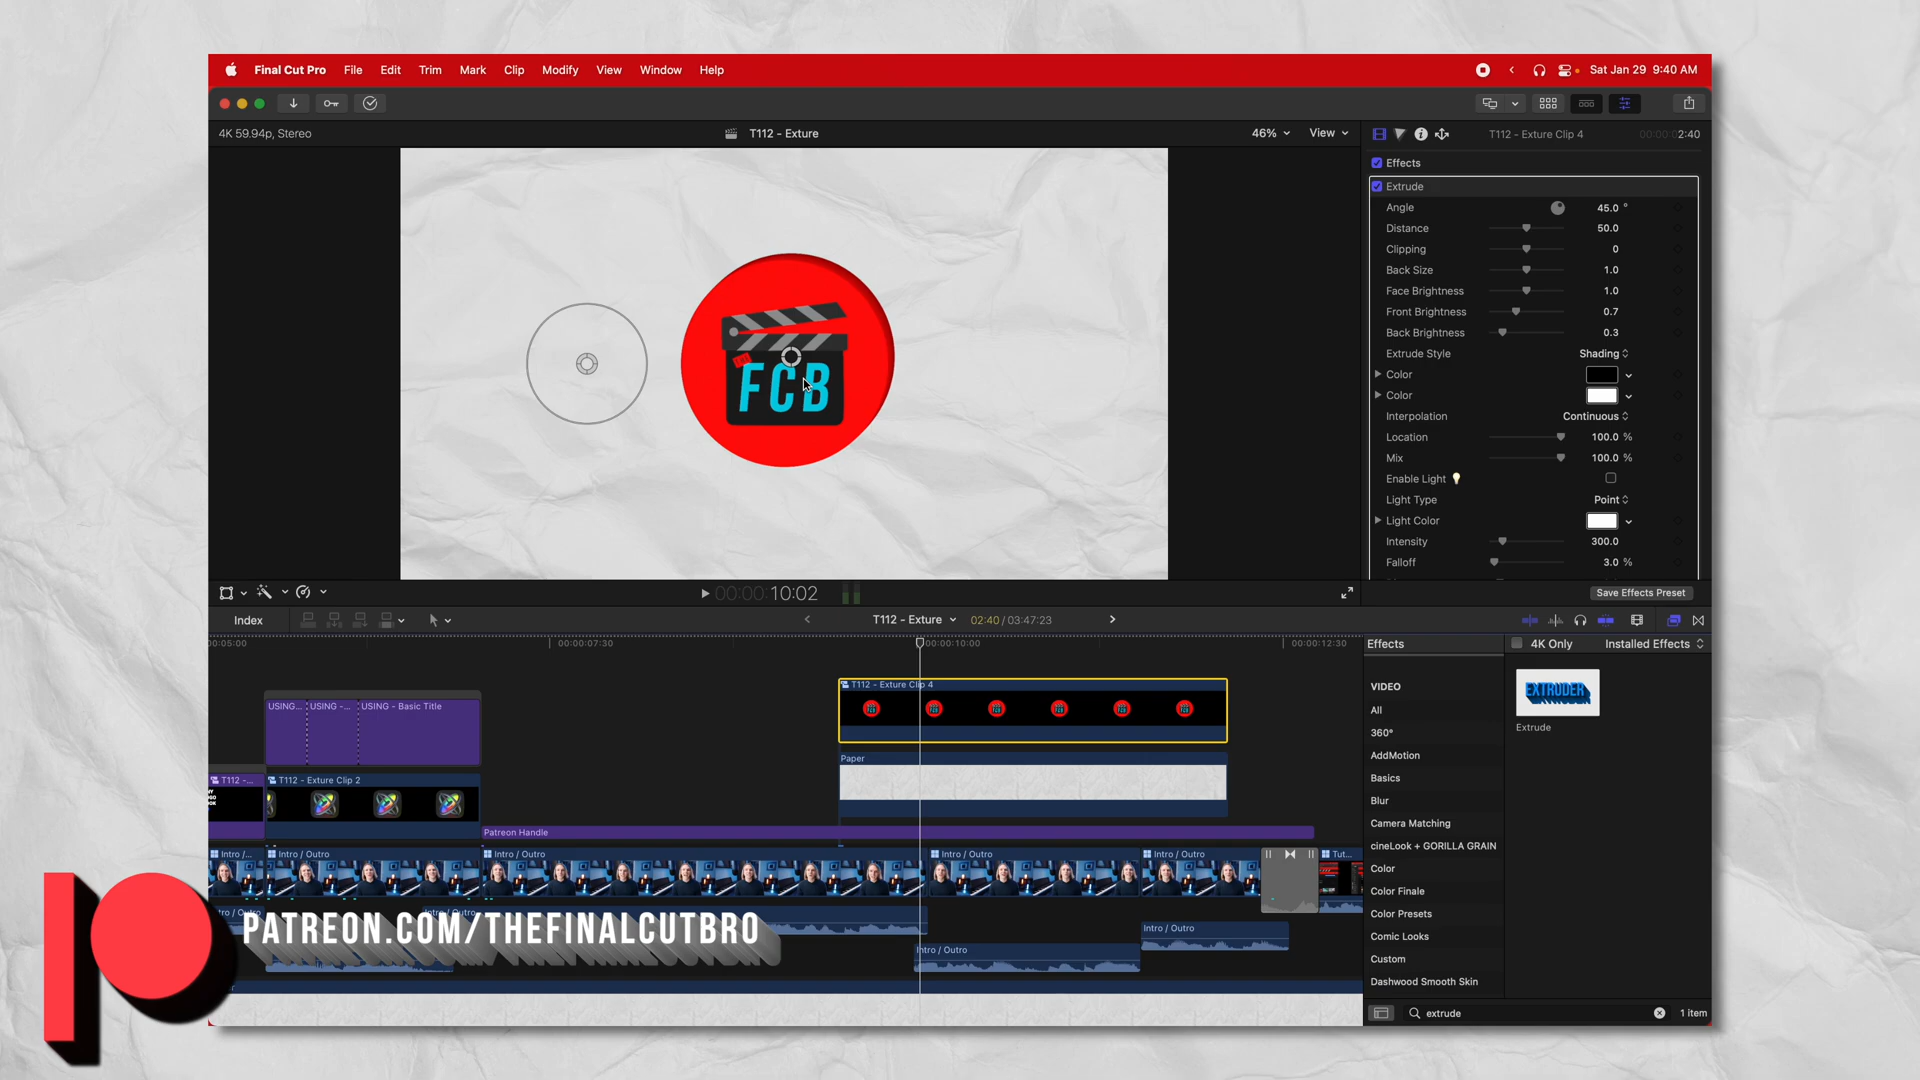 Final Cut Pro File Edit Trim Mark Clip Modify View Window Help
Sat Jan 29 9:40 AM
4K 59.94p, Stereo
T112 - Exture
46%
View
T112 - Exture Clip 4
00:00:02:40
Effects
Extrude
Angle
45.0 °
Distance
50.0
Clipping
0
Back Size
1.0
Face Brightness
1.0
Front Brightness
0.7
Back Brightness
0.3
Extrude Style
Shading
Color
Color
Interpolation
Continuous
Location
100.0 %
Mix
100.0 %
Enable Light
Light Type
Point
Light Color
Intensity
300.0
Falloff
3.0 %
Save Effects Preset
FCB
00:00:10:02
Index
T112 - Exture
02:40 / 03:47:23
00:05:00
00:00:07:30
00:00:10:00
00:00:12:30
T112 - Exture Clip 4
USING...
USING -...
USING - Basic Title
Paper
T112 -...
T112 - Exture Clip 2
Patreon Handle
Intro /...
Intro / Outro
Intro / Outro
Intro / Outro
Intro / Outro
Tut...
Intro / Outro
Intro / Outro
PATREON.COM/THEFINALCUTBRO
Effects
4K Only
Installed Effects
VIDEO
All
360°
AddMotion
Basics
Blur
Camera Matching
cineLook + GORILLA GRAIN
Color
Color Finale
Color Presets
Comic Looks
Custom
Dashwood Smooth Skin
EXTRUDER
Extrude
extrude
1 item